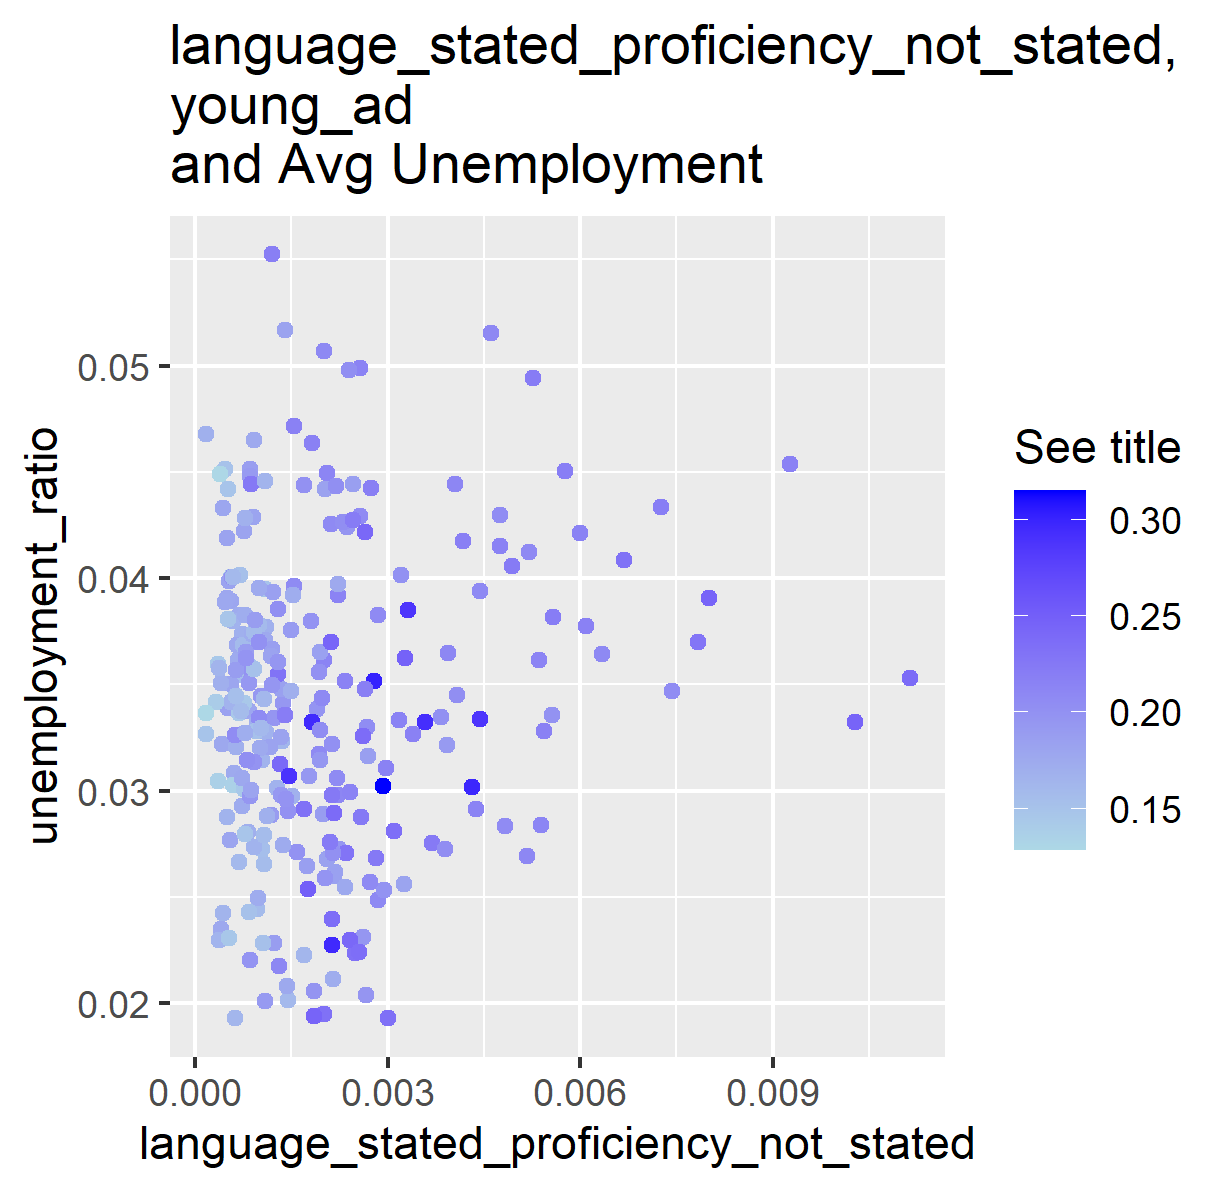 language_stated_proficiency_not_stated,
young_ad
and Avg Unemployment
unemployment_ratio
0.05
0.04
0.03
0.02
0.000
0.003
0.006
0.009
language_stated_proficiency_not_stated
See title
0.30
0.25
0.20
0.15